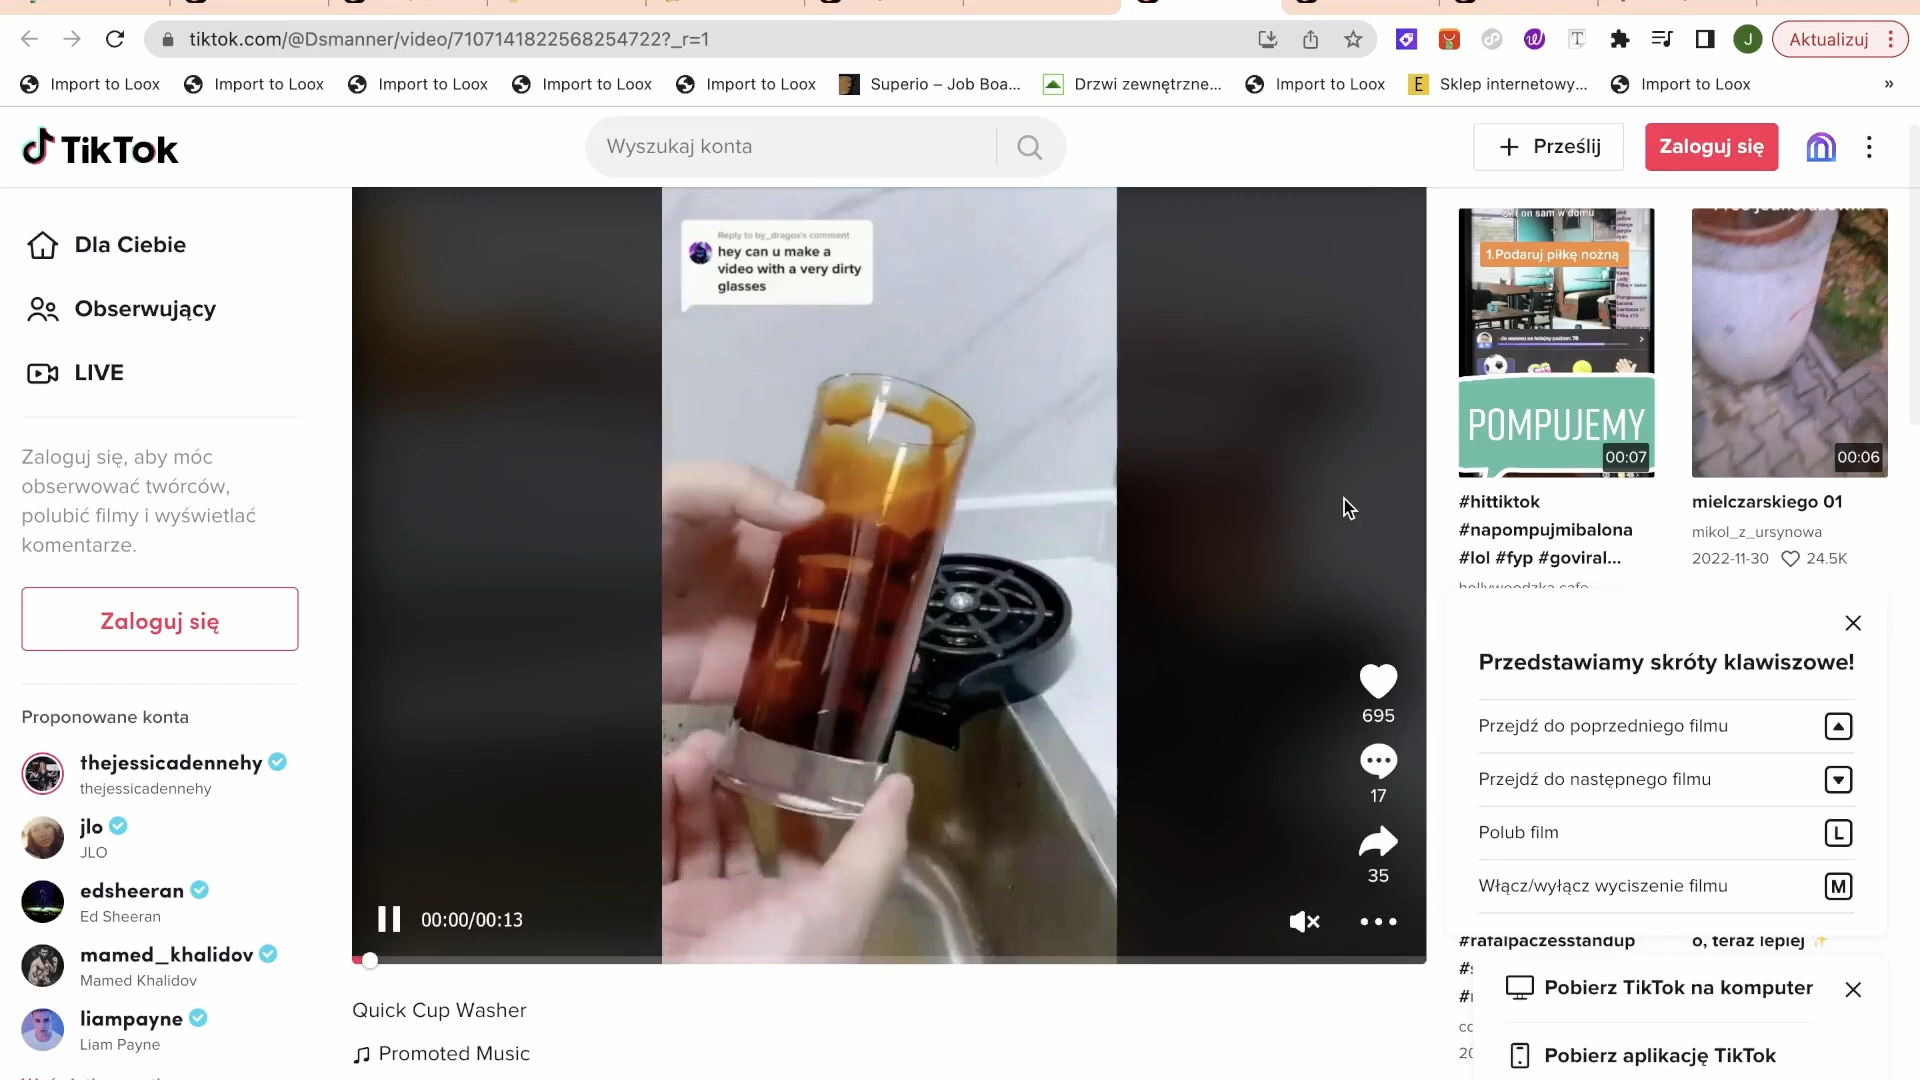 tiktok.com/@Dsmanner/video/7107141822568254722?_r=1
J
Aktualizuj
Import to Loox
Import to Loox
Import to Loox
Import to Loox
Import to Loox
Superio – Job Boa...
Drzwi zewnętrzne...
Import to Loox
E
Sklep internetowy...
Import to Loox
»
TikTok
Wyszukaj konta
Prześlij
Zaloguj się
Dla Ciebie
Obserwujący
LIVE
Zaloguj się, aby móc
obserwować twórców,
polubić filmy i wyświetlać
komentarze.
Zaloguj się
Proponowane konta
thejessicadennehy
thejessicadennehy
jlo
JLO
edsheeran
Ed Sheeran
mamed_khalidov
Mamed Khalidov
liampayne
Liam Payne
Reply to by_dragos's comment
hey can u make a
video with a very dirty
glasses
695
17
35
00:00/00:13
Quick Cup Washer
Promoted Music
on sam w domu
1.Podaruj piłkę nożną
POMPUJEMY
00:07
#hittiktok
#napompujmibalona
#lol #fyp #goviral...
00:06
mielczarskiego 01
mikol_z_ursynowa
2022-11-30 24.5K
Przedstawiamy skróty klawiszowe!
Przejdź do poprzedniego filmu
Przejdź do następnego filmu
Polub film
L
Włącz/wyłącz wyciszenie filmu
M
#rafalpaczesstandup
o, teraz lepiej
Pobierz TikTok na komputer
Pobierz aplikację TikTok